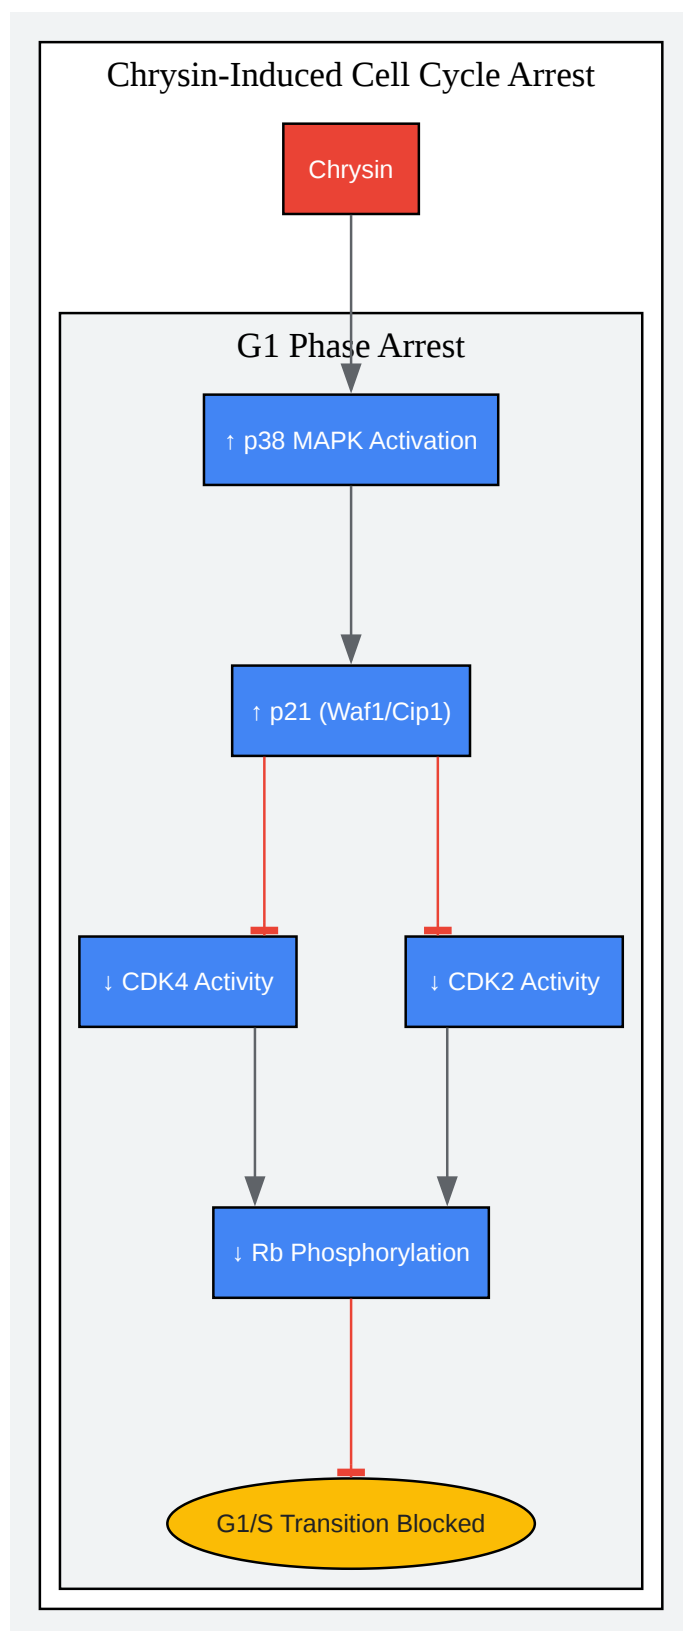 Chrysin-Induced Cell Cycle Arrest
Chrysin
G1 Phase Arrest
↑ p38 MAPK Activation
↑ p21 (Waf1/Cip1)
↓ CDK4 Activity
↓ CDK2 Activity
↓ Rb Phosphorylation
G1/S Transition Blocked